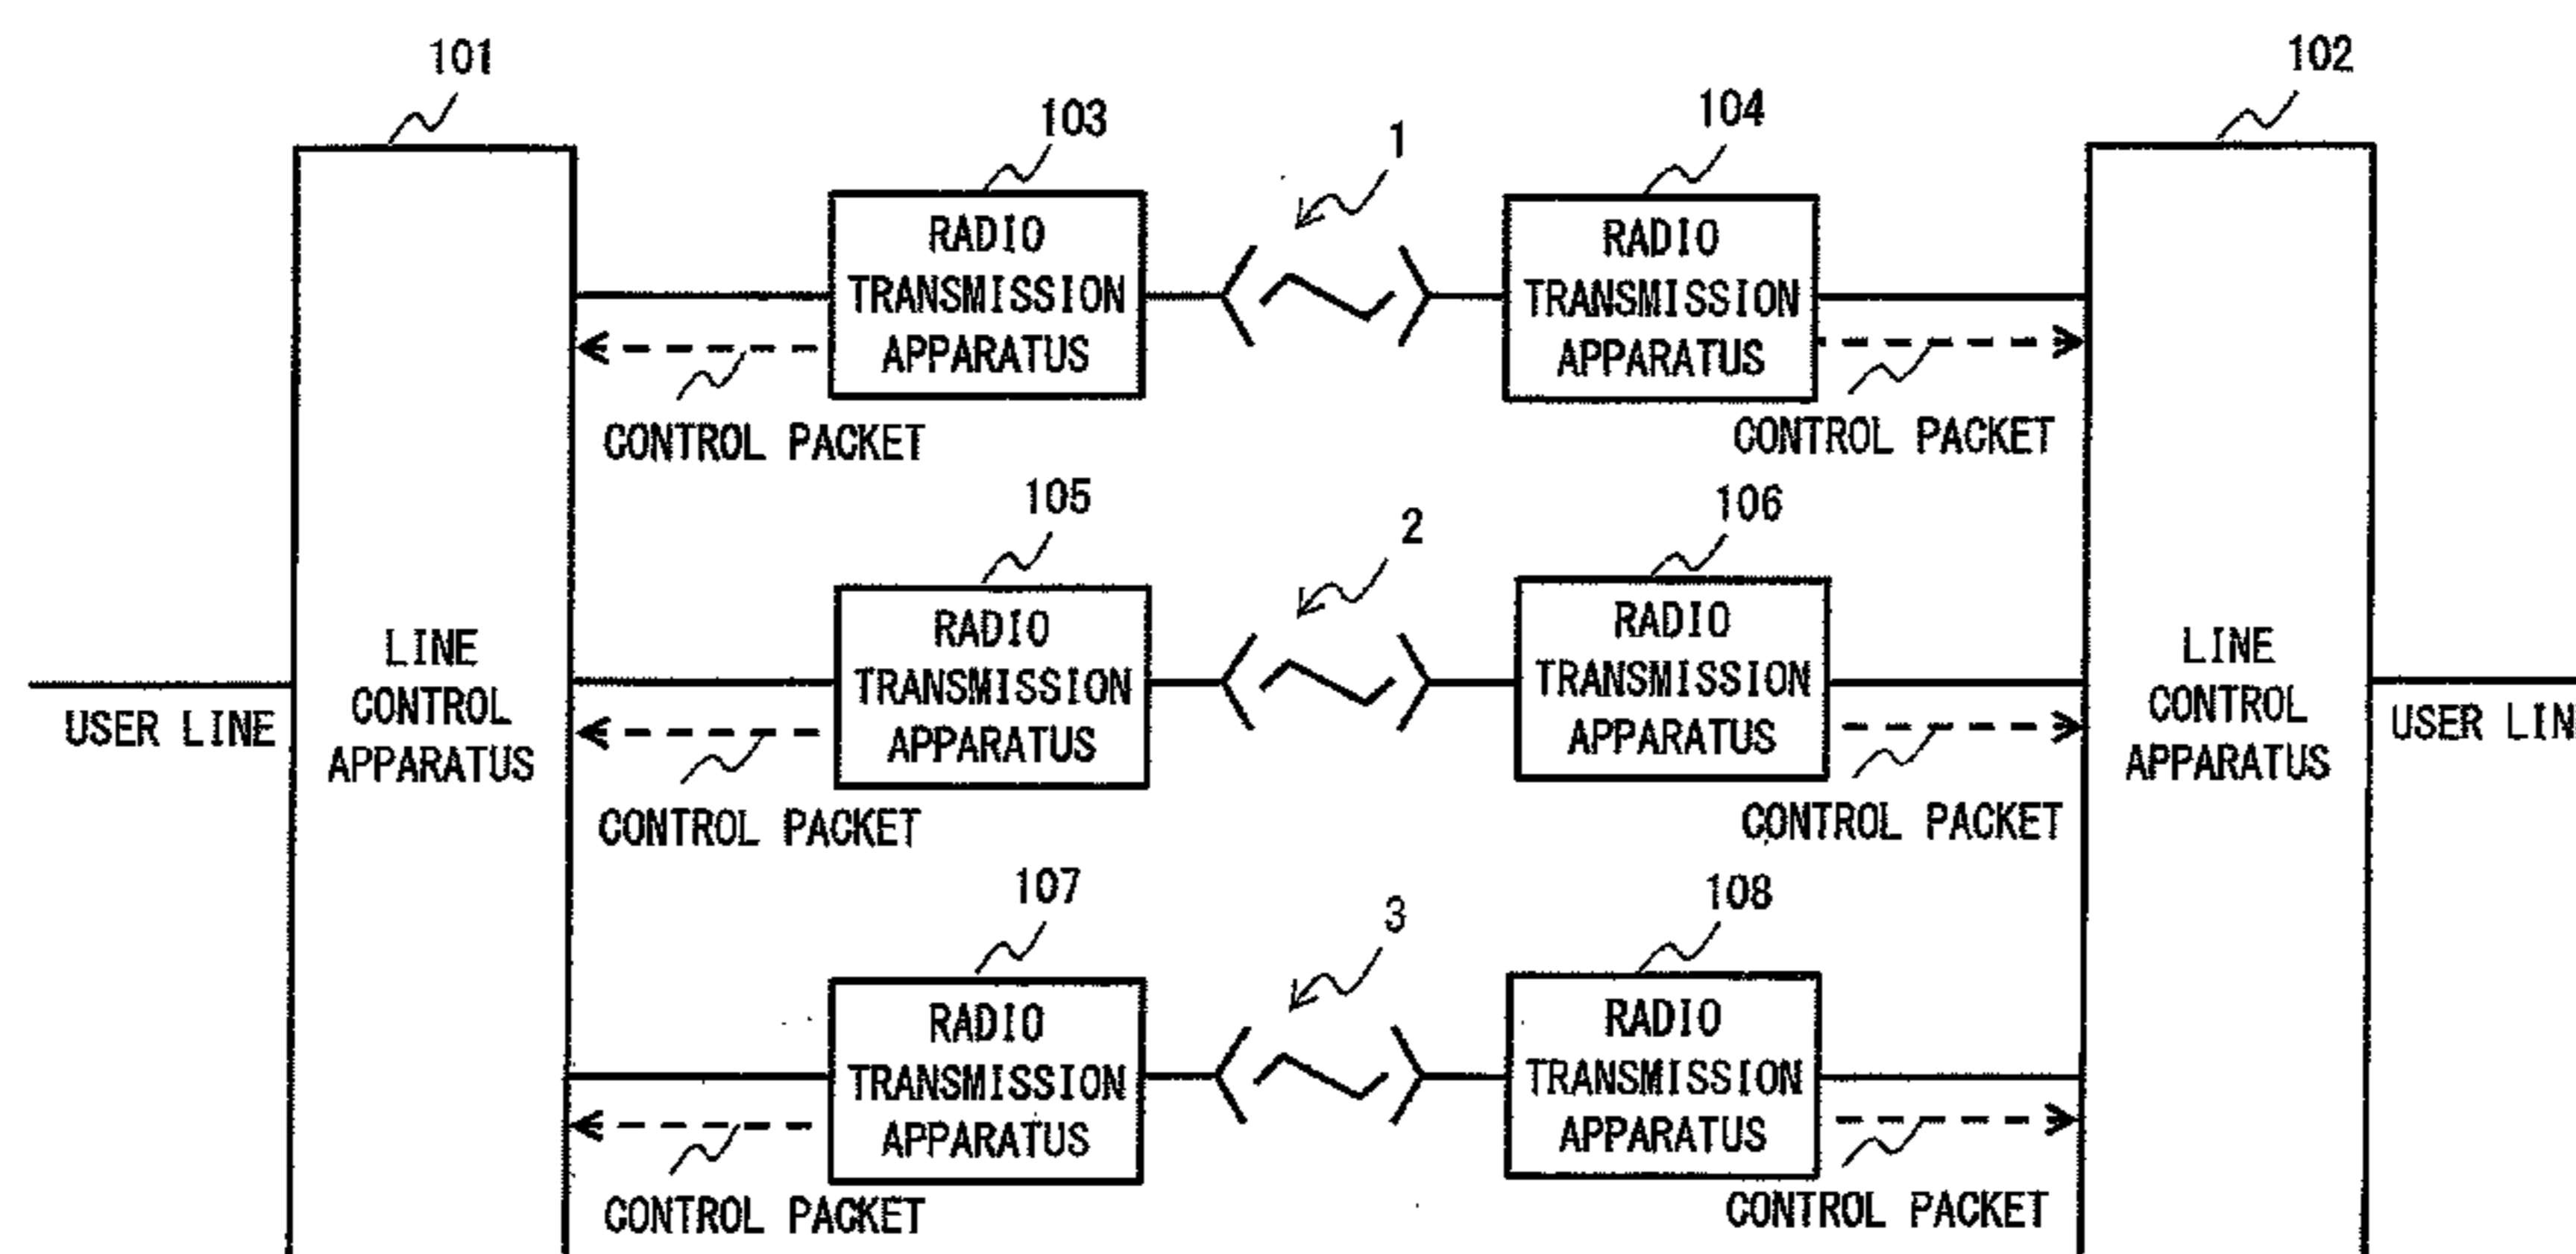 101
102
103
104
1
RADIO
TRANSMISSION
APPARATUS
RADIO
TRANSMISSION
APPARATUS
CONTROL PACKET
CONTROL PACKET
105
106
2
LINE
CONTROL
APPARATUS
RADIO
TRANSMISSION
APPARATUS
RADIO
TRANSMISSION
APPARATUS
LINE
CONTROL
APPARATUS
USER LINE
USER LIN
CONTROL PACKET
CONTROL PACKET
107
108
3
RADIO
TRANSMISSION
APPARATUS
RADIO
TRANSMISSION
APPARATUS
CONTROL PACKET
CONTROL PACKET